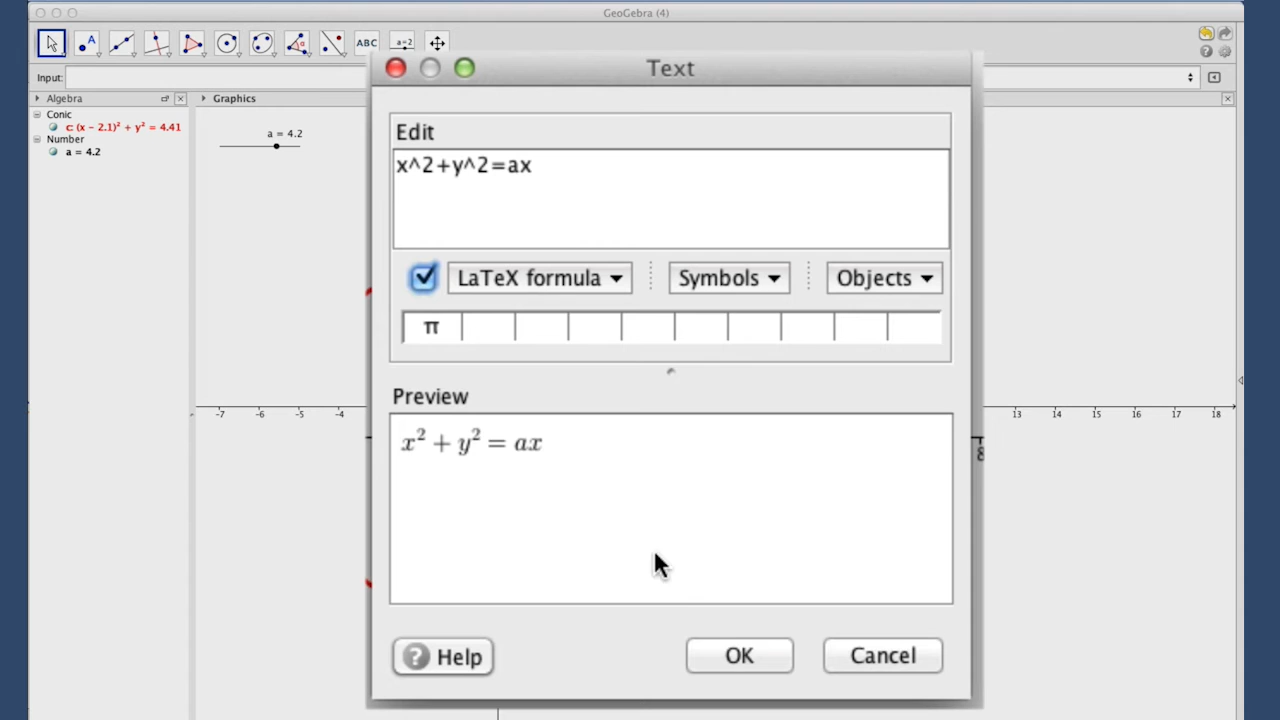 GeoGebra (4)
ABC
a=2
Input:
Algebra
Graphics
Conic
c: (x − 2.1)² + y² = 4.41
Number
a = 4.2
a = 4.2
-7 -6 -5 -4
13 14 15 16 17 18
8
Text
Edit
x^2+y^2=ax
LaTeX formula
Symbols
Objects
π
Preview
x² + y² = ax
? Help
OK
Cancel